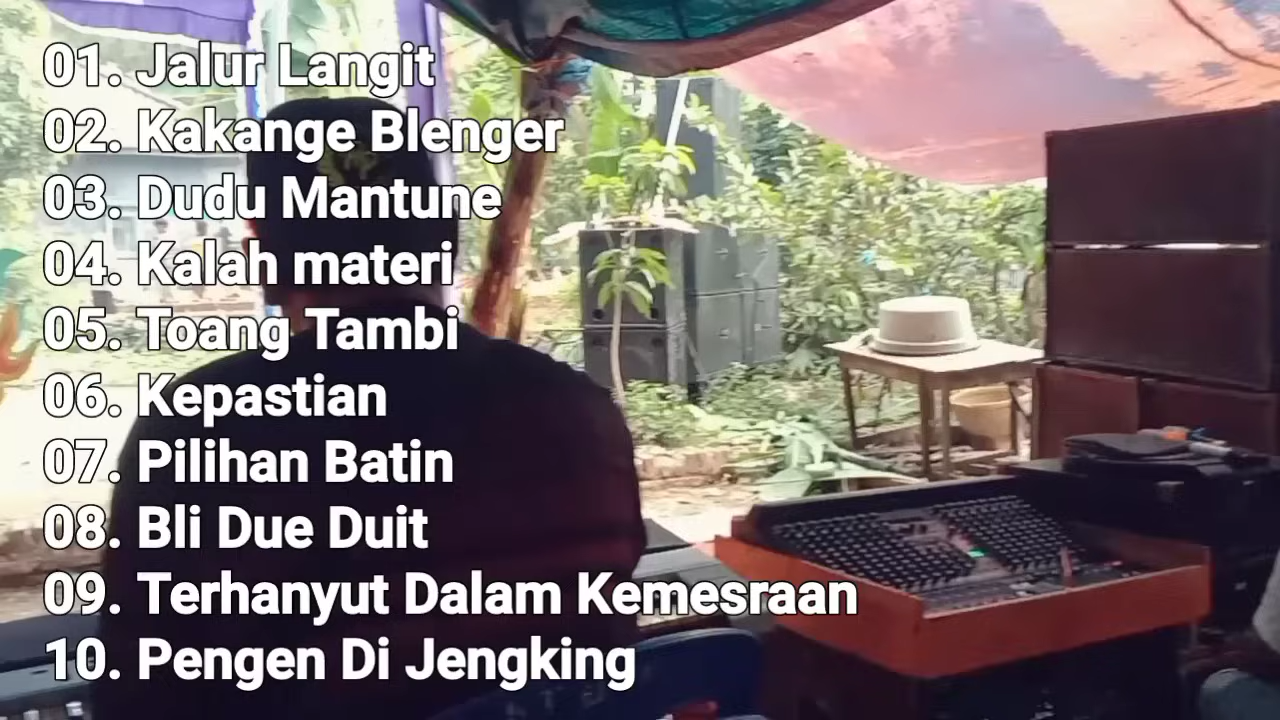 01. Jalur Langit
02. Kakange Blenger
03. Dudu Mantune
04. Kalah materi
05. Toang Tambi
06. Kepastian
07. Pilihan Batin
08. Bli Due Duit
09. Terhanyut Dalam Kemesraan
10. Pengen Di Jengking